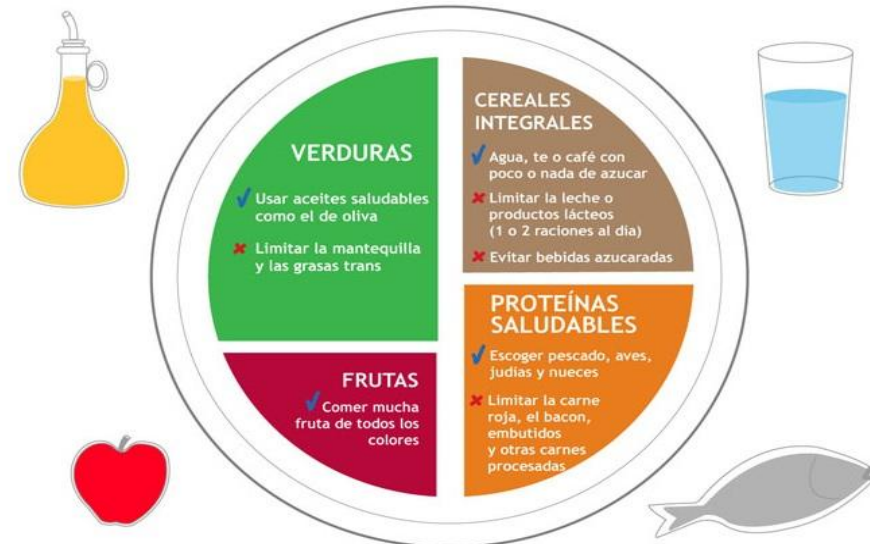 VERDURAS
✔ Usar aceites saludables
como el de oliva
✘ Limitar la mantequilla
y las grasas trans
CEREALES
INTEGRALES
✔ Agua, te o café con
poco o nada de azucar
✘ Limitar la leche o
productos lácteos
(1 o 2 raciones al día)
✘ Evitar bebidas azucaradas
FRUTAS
✔ Comer mucha
fruta de todos los
colores
PROTEÍNAS
SALUDABLES
✔ Escoger pescado, aves,
judías y nueces
✘ Limitar la carne
roja, el bacon,
embutidos
y otras carnes
procesadas